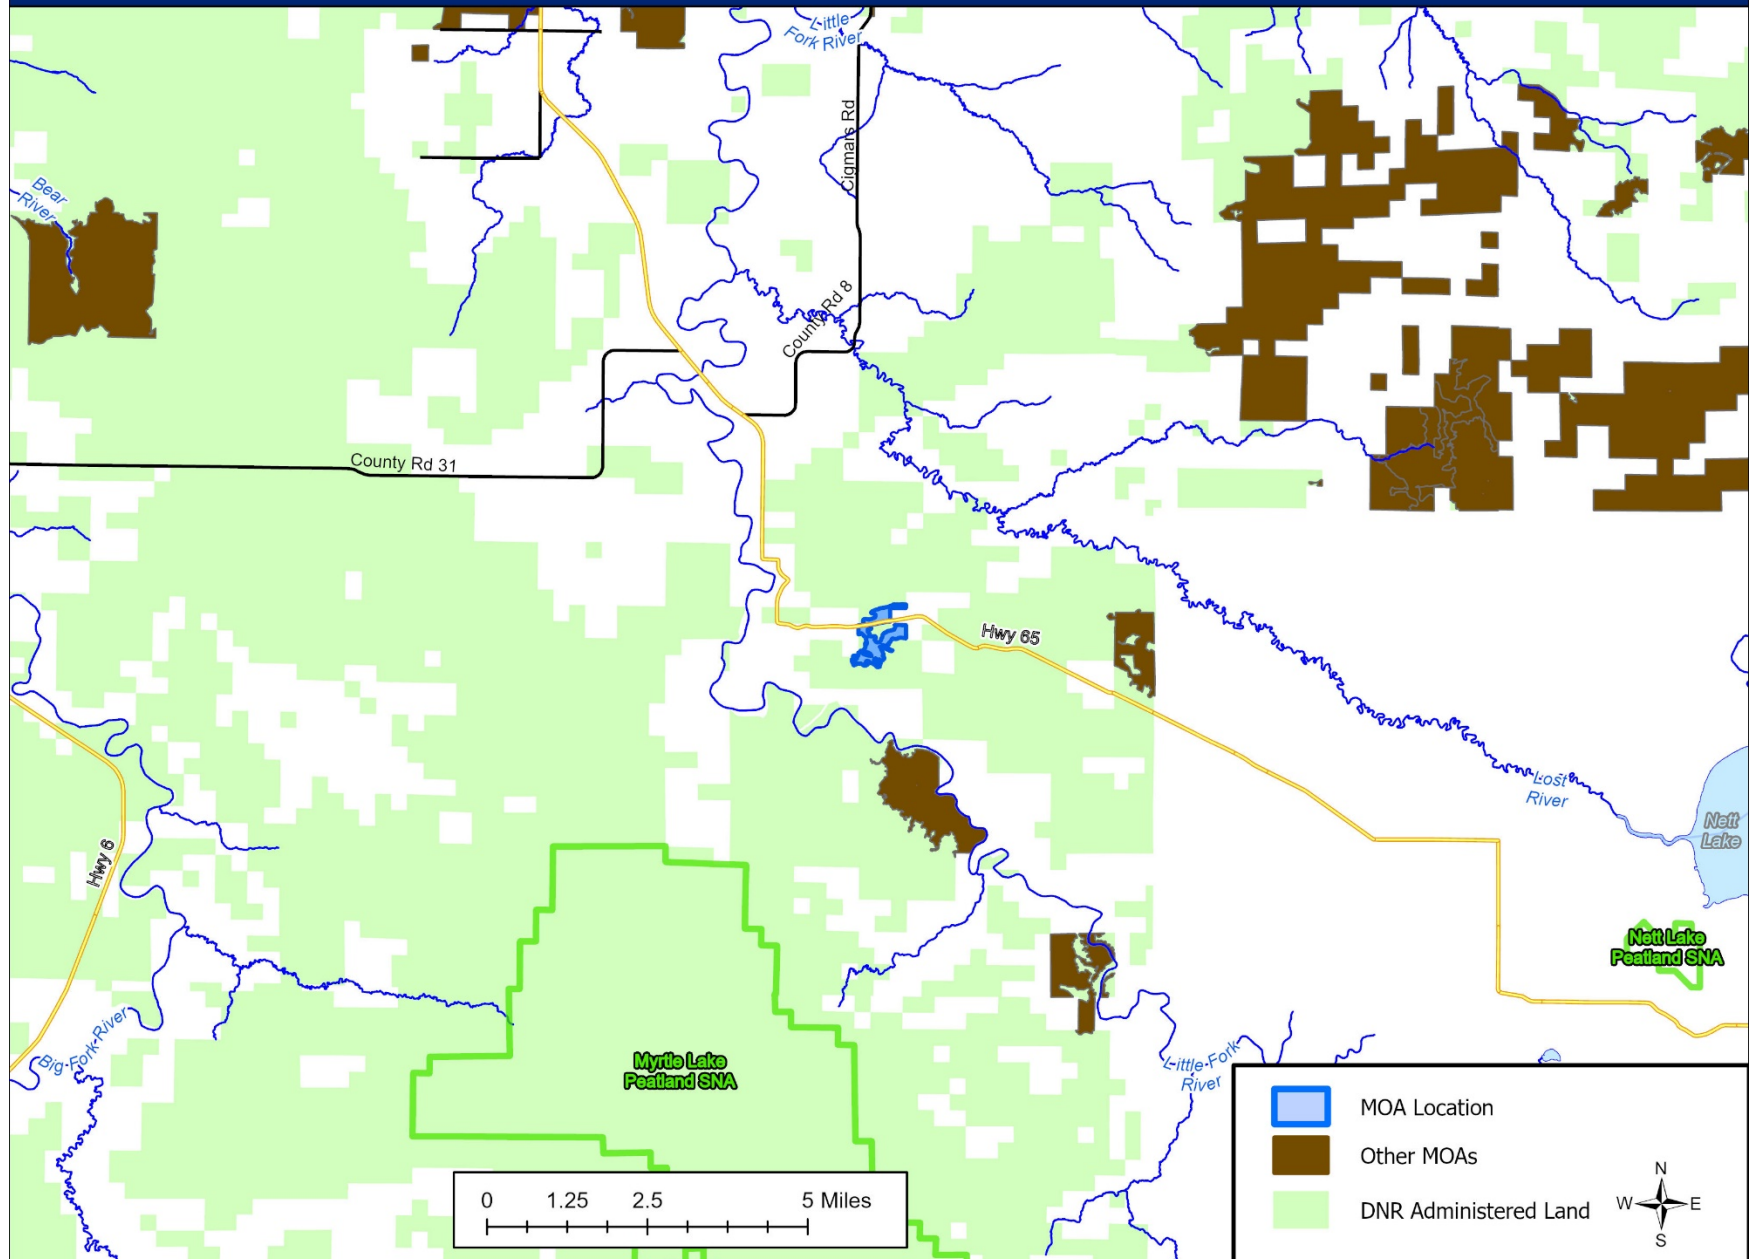 Little
Fork River
Cigmars Rd
Bear
River
County Rd 8
County Rd 31
Hwy 65
Lost
River
Nett
Lake
Hwy 6
Nett Lake
Peatland SNA
Big-Fork-River
Myrtle Lake
Peatland SNA
Little-Fork
River
0 1.25 2.5 5 Miles
MOA Location
Other MOAs
DNR Administered Land
N
W E
S